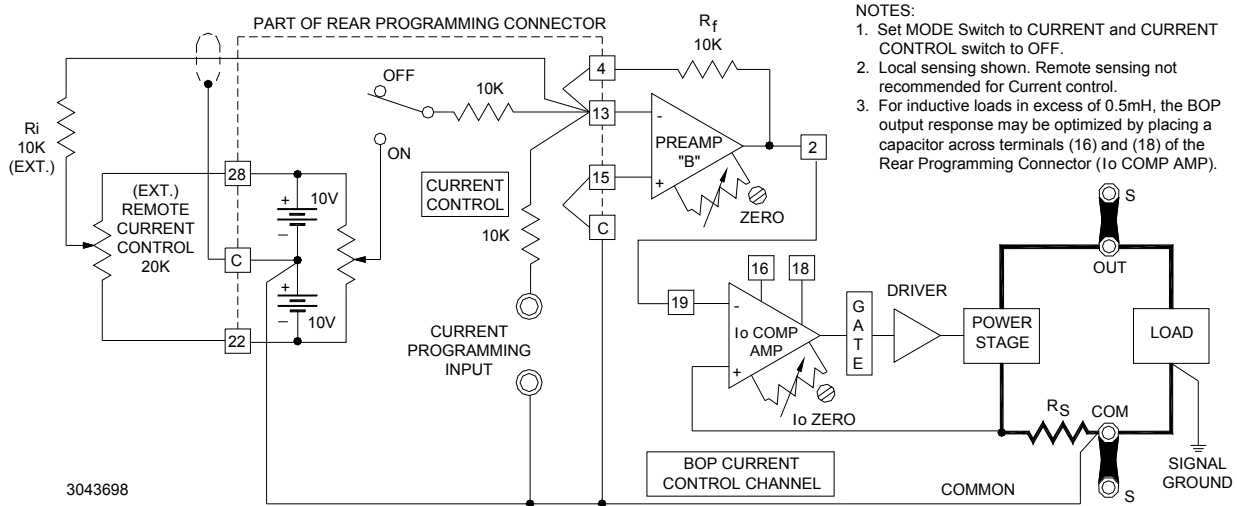 PART OF REAR PROGRAMMING CONNECTOR
Rf
10K
NOTES:
1. Set MODE Switch to CURRENT and CURRENT
CONTROL switch to OFF.
2. Local sensing shown. Remote sensing not
recommended for Current control.
3. For inductive loads in excess of 0.5mH, the BOP
output response may be optimized by placing a
capacitor across terminals (16) and (18) of the
Rear Programming Connector (Io COMP AMP).
4
OFF
10K
13
-
PREAMP
"B"
+
2
Ri
10K
(EXT.)
ON
28
15
CURRENT
CONTROL
10K
ZERO
(EXT.)
REMOTE
CURRENT
CONTROL
20K
+
10V
–
C
C
+
–
10V
22
S
OUT
16
18
19
-
Io COMP
AMP
+
GATE
DRIVER
POWER
STAGE
LOAD
CURRENT
PROGRAMMING
INPUT
Io ZERO
RS
COM
BOP CURRENT
CONTROL CHANNEL
COMMON
SIGNAL
GROUND
S
3043698